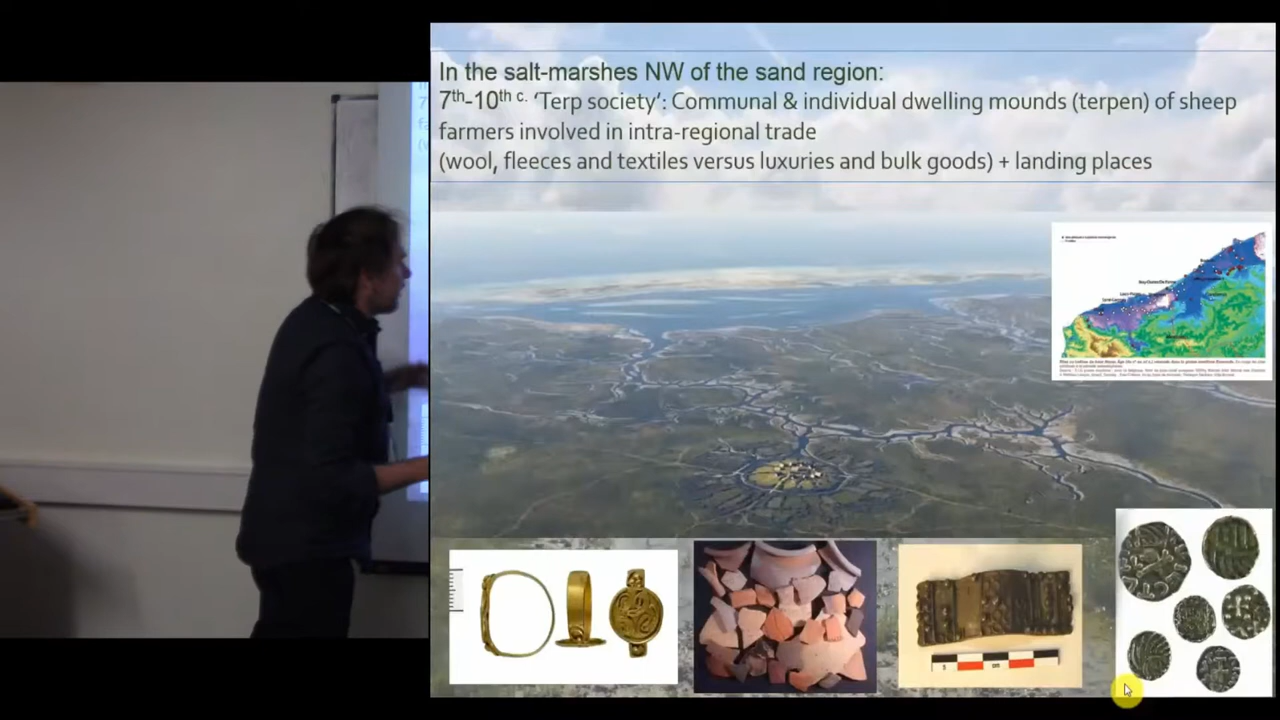 In the salt-marshes NW of the sand region:
7th-10th c. ‘Terp society’: Communal & individual dwelling mounds (terpen) of sheep
farmers involved in intra-regional trade
(wool, fleeces and textiles versus luxuries and bulk goods) + landing places